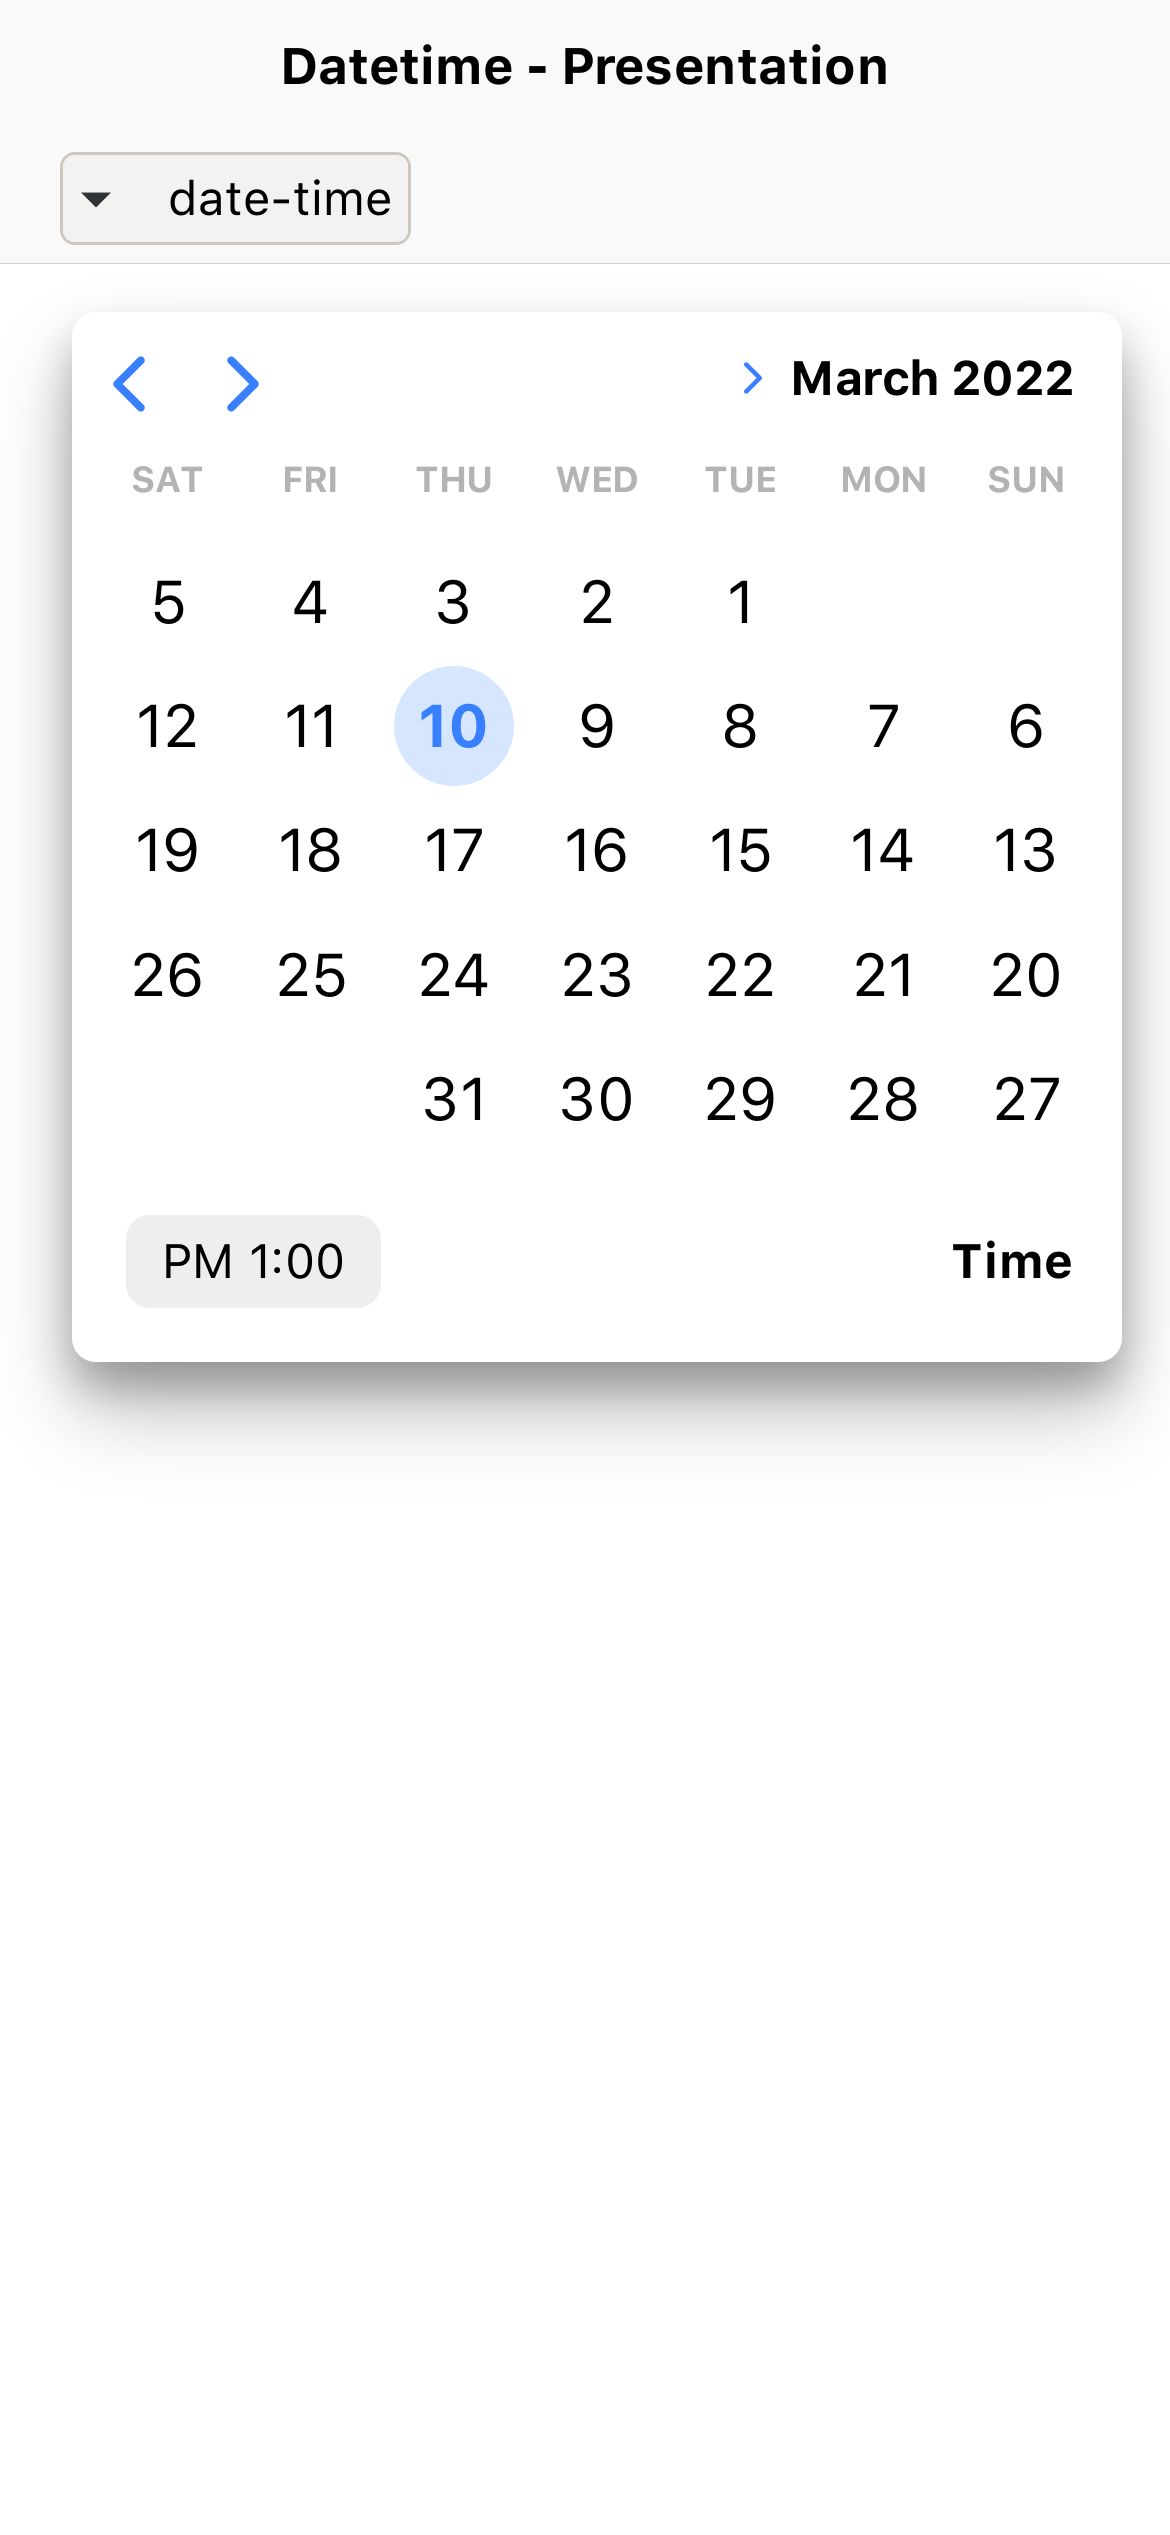 Datetime - Presentation
date-time
March 2022
SAT FRI THU WED TUE MON SUN
5 4 3 2 1
12 11 10 9 8 7 6
19 18 17 16 15 14 13
26 25 24 23 22 21 20
31 30 29 28 27
PM 1:00 Time